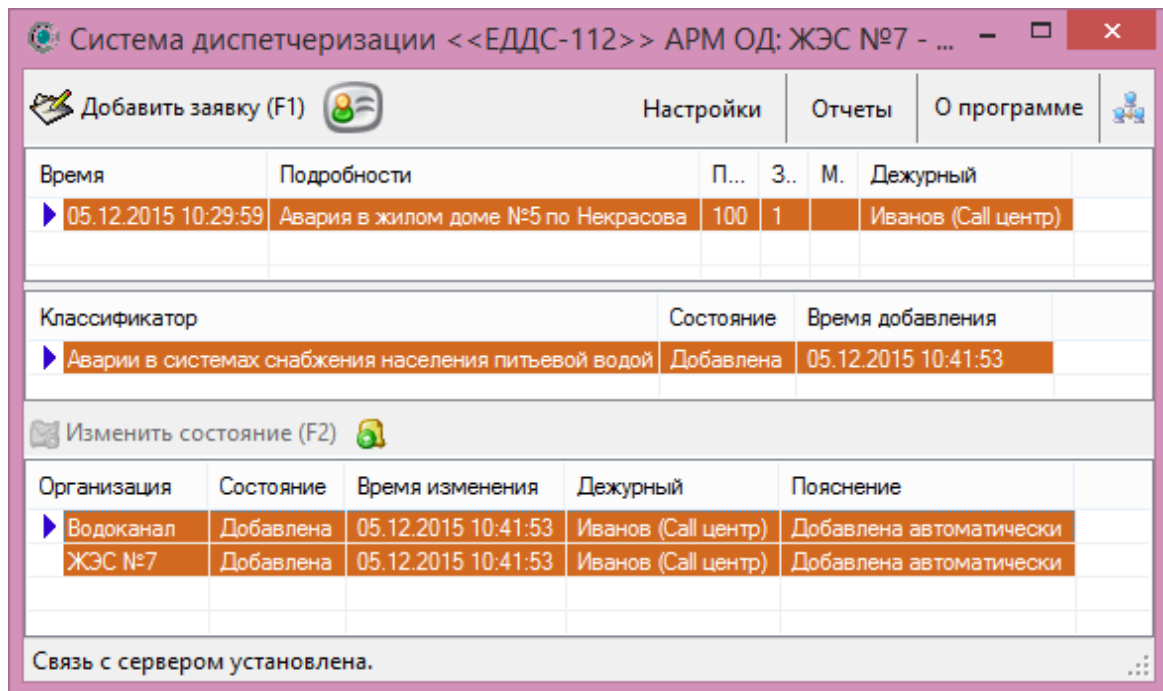 Система диспетчеризации <<ЕДДС-112>> АРМ ОД: ЖЭС №7 - ...
Добавить заявку (F1) Настройки Отчеты О программе
Время Подробности П... З.. М. Дежурный
05.12.2015 10:29:59 Авария в жилом доме №5 по Некрасова 100 1 Иванов (Call центр)
Классификатор Состояние Время добавления
Аварии в системах снабжения населения питьевой водой Добавлена 05.12.2015 10:41:53
Изменить состояние (F2)
Организация Состояние Время изменения Дежурный Пояснение
Водоканал Добавлена 05.12.2015 10:41:53 Иванов (Call центр) Добавлена автоматически
ЖЭС №7 Добавлена 05.12.2015 10:41:53 Иванов (Call центр) Добавлена автоматически
Связь с сервером установлена.